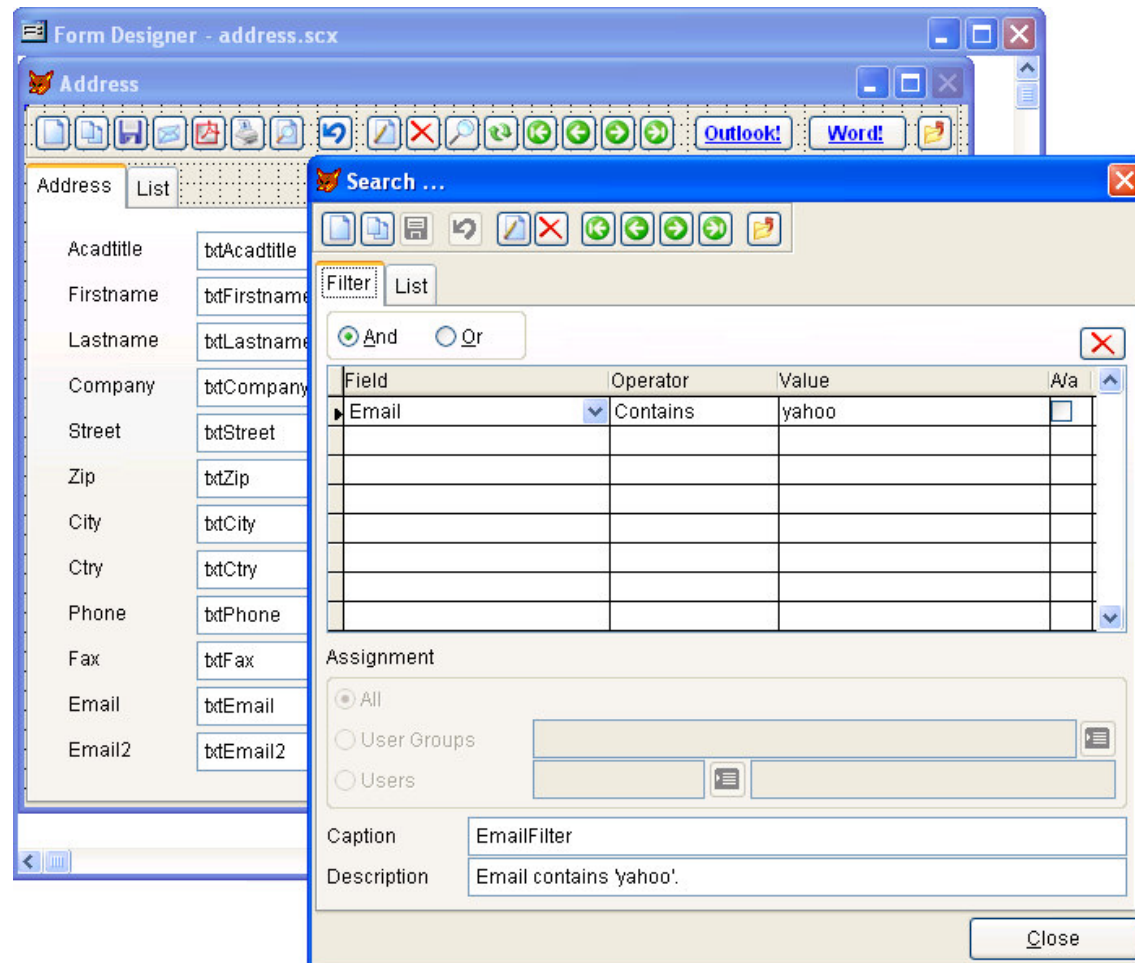 Form Designer - address.scx
Address
Outlook!
Word!
Address
List
Acadtitle
txtAcadtitle
Firstname
txtFirstname
Lastname
txtLastname
Company
txtCompany
Street
txtStreet
Zip
txtZip
City
txtCity
Ctry
txtCtry
Phone
txtPhone
Fax
txtFax
Email
txtEmail
Email2
txtEmail2
Search ...
Filter
List
And
Or
Field
Operator
Value
A/a
Email
Contains
yahoo
Assignment
All
User Groups
Users
Caption
EmailFilter
Description
Email contains 'yahoo'.
Close